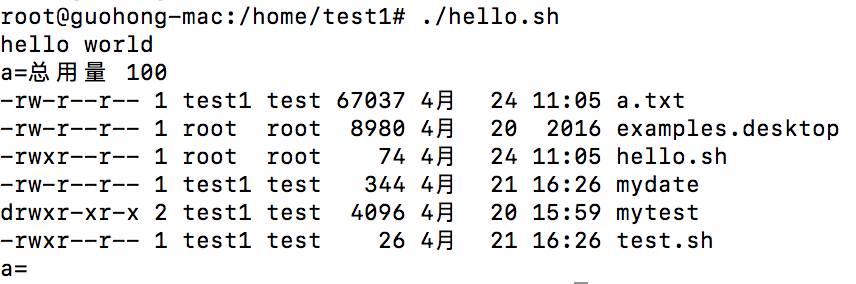 root@guohong-mac:/home/test1# ./hello.sh
hello world
a=总用量 100
-rw-r--r-- 1 test1 test 67037 4月  24 11:05 a.txt
-rw-r--r-- 1 root  root  8980 4月  20  2016 examples.desktop
-rwxr--r-- 1 root  root    74 4月  24 11:05 hello.sh
-rw-r--r-- 1 test1 test   344 4月  21 16:26 mydate
drwxr-xr-x 2 test1 test  4096 4月  20 15:59 mytest
-rwxr--r-- 1 test1 test    26 4月  21 16:26 test.sh
a=